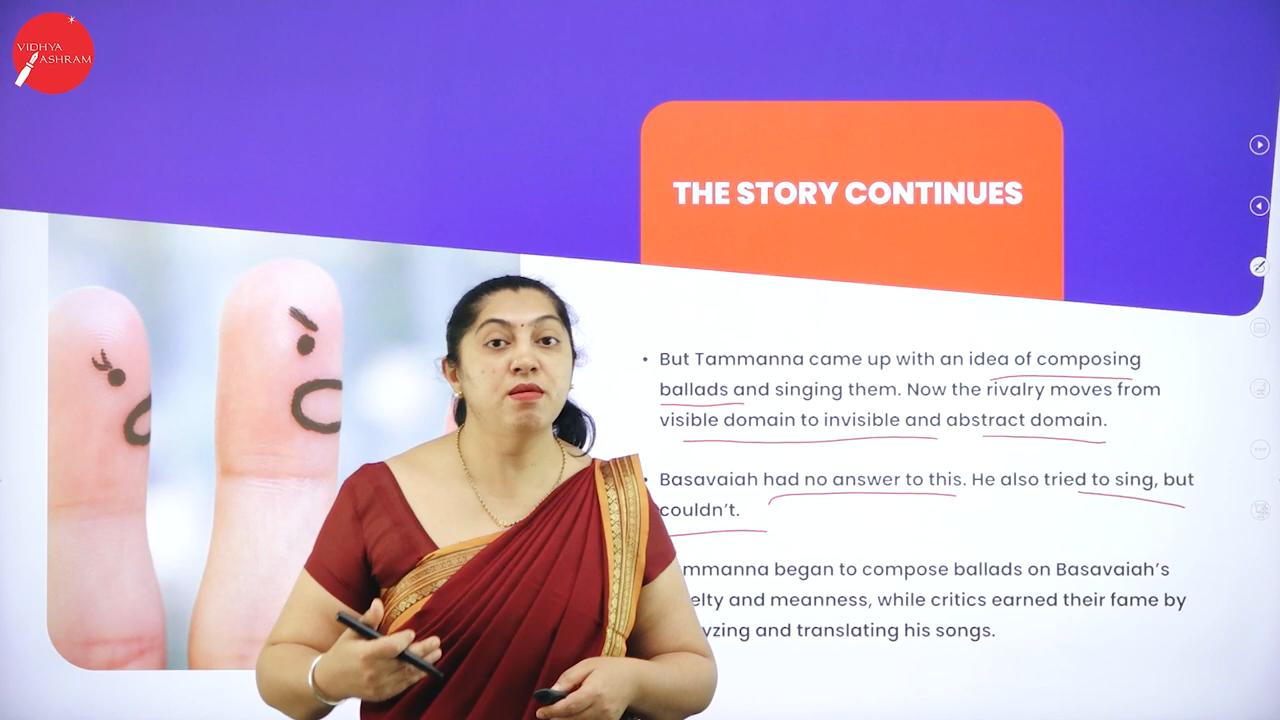 VIDHYA
ASHRAM
THE STORY CONTINUES
• But Tammanna came up with an idea of composing
ballads and singing them. Now the rivalry moves from
visible domain to invisible and abstract domain.
• Basavaiah had no answer to this. He also tried to sing, but
couldn't.
began to compose ballads on Basavaiah's
and meanness, while critics earned their fame by
and translating his songs.